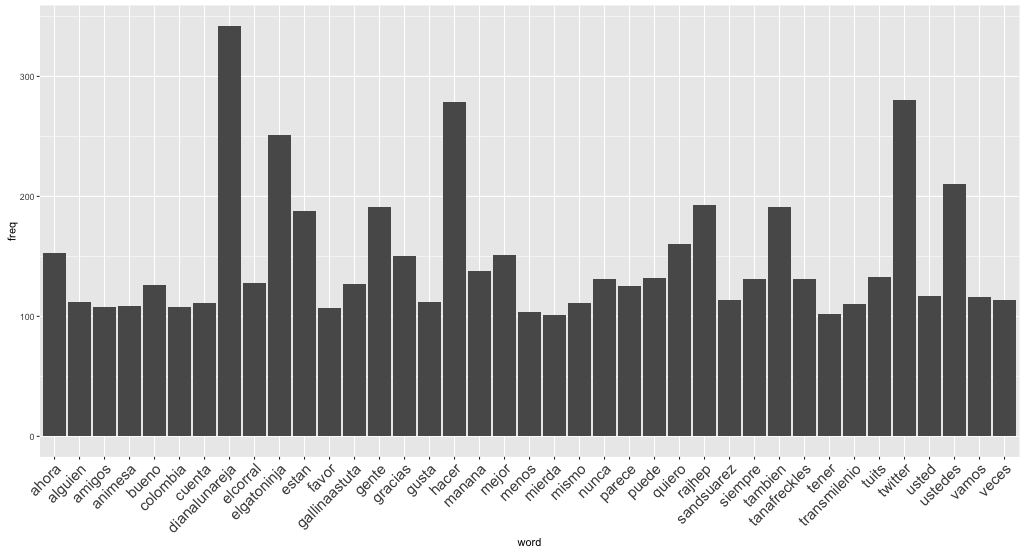 freq
300
200
100
0
ahora
alguien
amigos
animesa
bueno
colombia
cuenta
dianalunareja
elcorral
elgatoninja
estan
favor
gallinaastuta
gente
gracias
gusta
hacer
manana
mejor
menos
mierda
mismo
nunca
parece
puede
quiero
rajhep
sandsuarez
siempre
tambien
tanafreckles
tener
transmilenio
tuits
twitter
usted
ustedes
vamos
veces
word